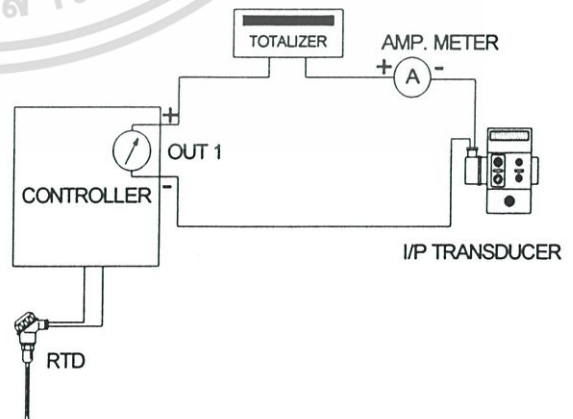 TOTALIZER
AMP. METER
+ A -
+
OUT 1
CONTROLLER
-
I/P TRANSDUCER
RTD